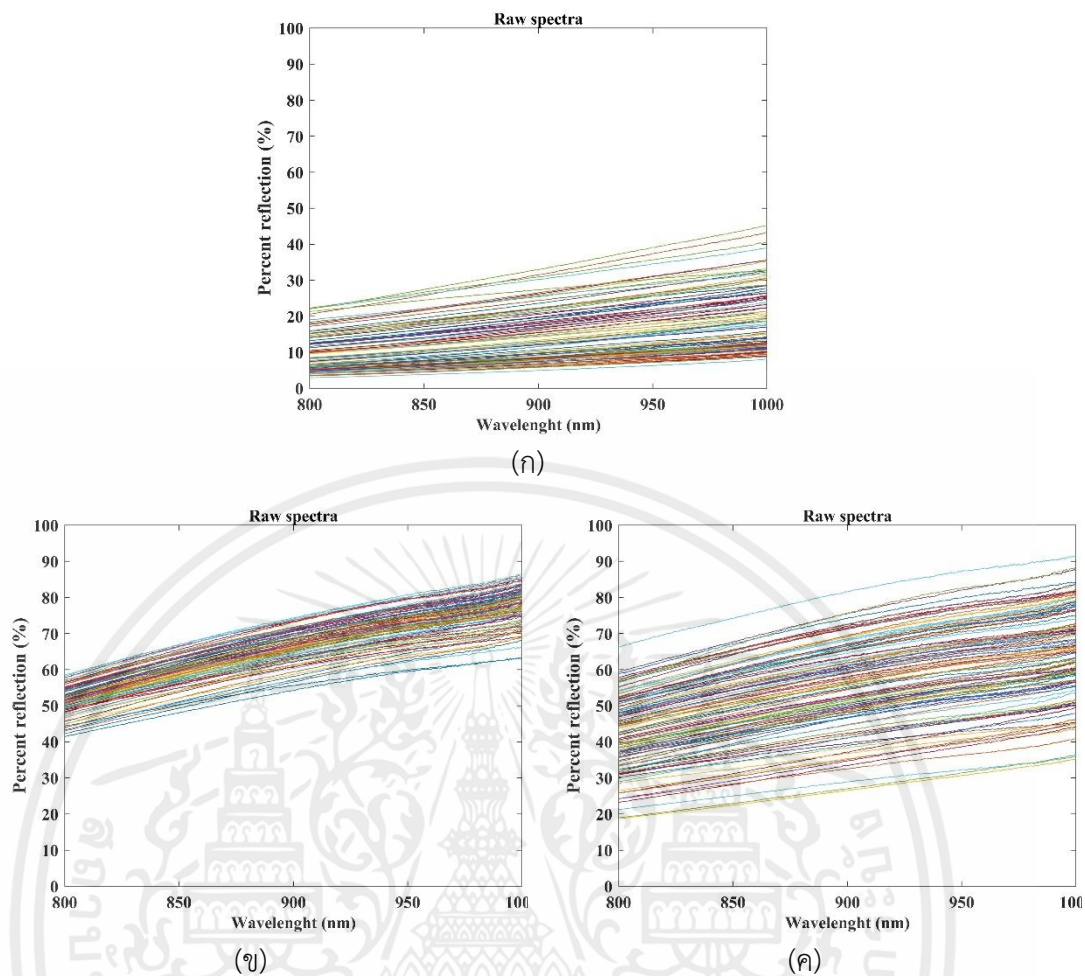 Raw spectra
100
90
80
70
60
50
40
30
20
10
0
Percent reflection (%)
800 850 900 950 1000
Wavelenght (nm)
(ก)
Raw spectra
100
90
80
70
60
50
40
30
20
10
0
Percent reflection (%)
800 850 900 950 100
Wavelenght (nm)
(ข)
Raw spectra
100
90
80
70
60
50
40
30
20
10
0
Percent reflection (%)
800 850 900 950 100
Wavelenght (nm)
(ค)